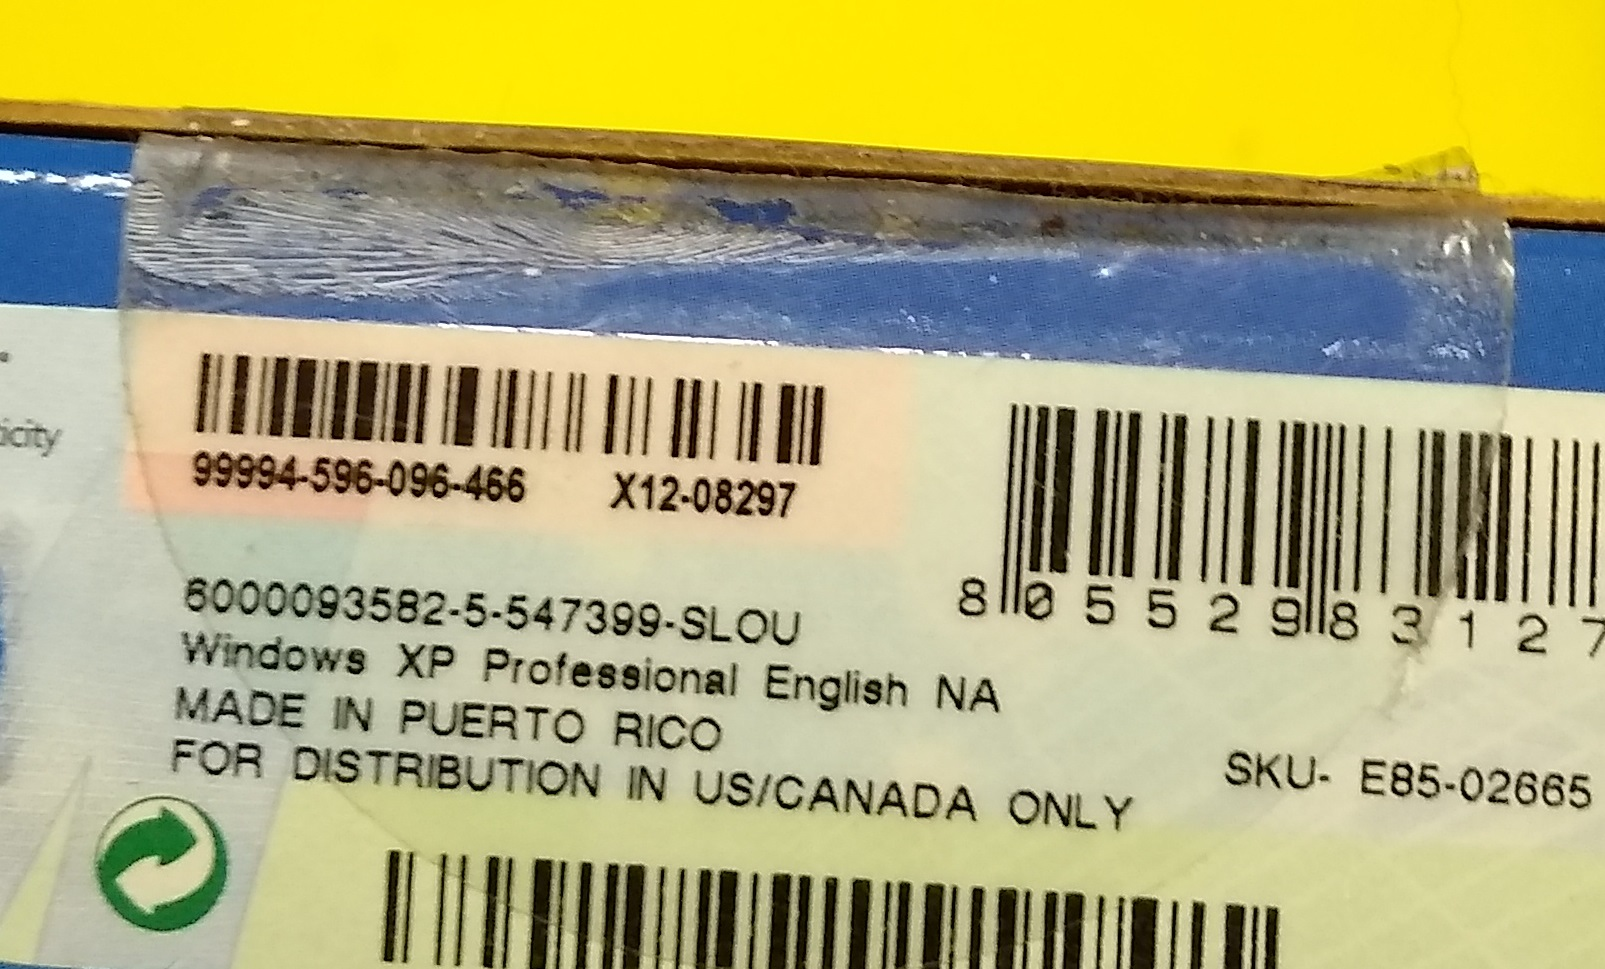 icity
99994-596-096-466 X12-08297
8 0 5 5 2 9 8 3 1 2 7
6000093582-5-547399-SLOU
Windows XP Professional English NA
MADE IN PUERTO RICO
FOR DISTRIBUTION IN US/CANADA ONLY
SKU- E85-02665